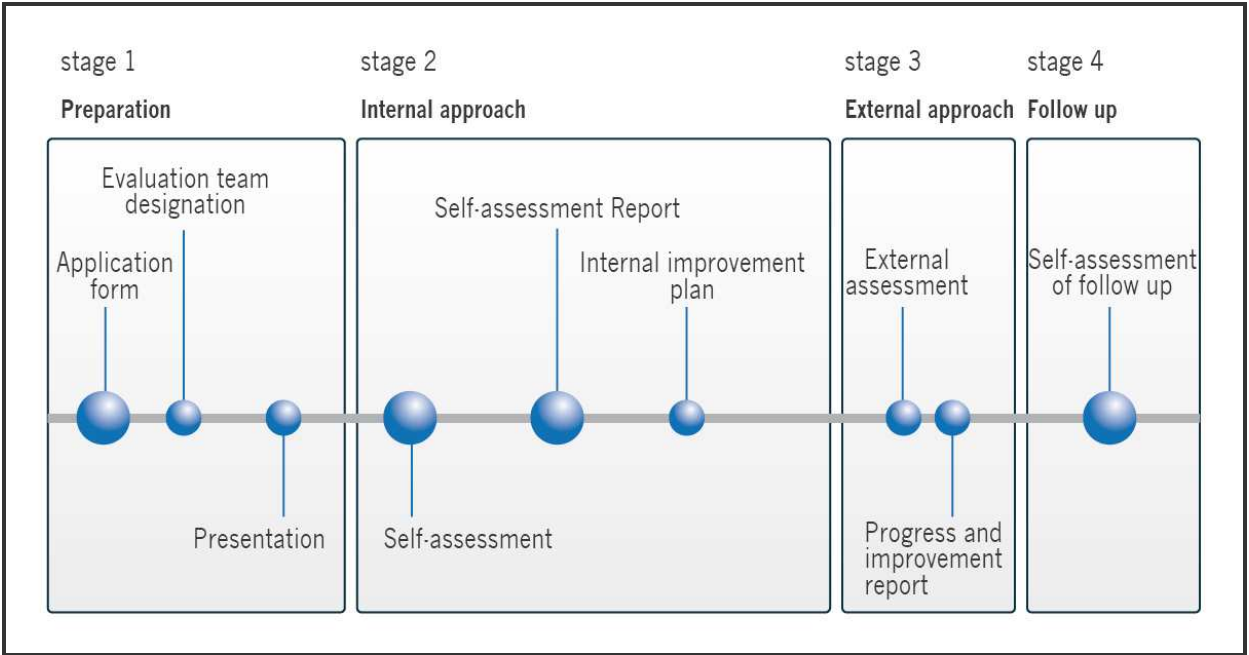 stage 1
Preparation
Evaluation team
designation
Application
form
Presentation
stage 2
Internal approach
Self-assessment Report
Internal improvement
plan
Self-assessment
stage 3
External approach
External
assessment
Progress and
improvement
report
stage 4
Follow up
Self-assessment
of follow up